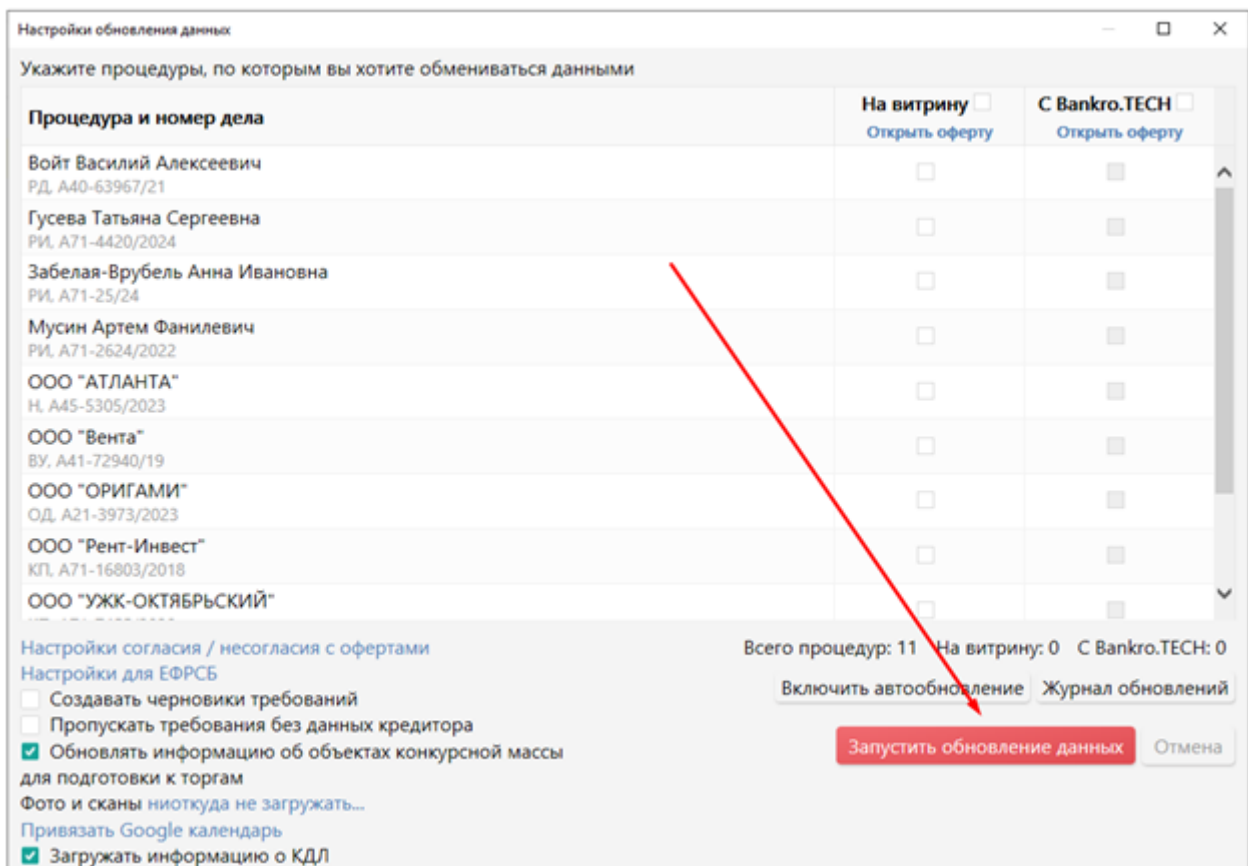 Настройки обновления данных
Укажите процедуры, по которым вы хотите обмениваться данными
Процедура и номер дела
На витрину
С Bankro.TECH
Открыть оферту
Открыть оферту
Войт Василий Алексеевич
РД, А40-63967/21
Гусева Татьяна Сергеевна
РИ, А71-4420/2024
Забелая-Врубель Анна Ивановна
РИ, А71-25/24
Мусин Артем Фанилевич
РИ, А71-2624/2022
ООО "АТЛАНТА"
Н, А45-5305/2023
ООО "Вента"
ВУ, А41-72940/19
ООО "ОРИГАМИ"
ОД, А21-3973/2023
ООО "Рент-Инвест"
КП, А71-16803/2018
ООО "УЖК-ОКТЯБРЬСКИЙ"
Настройки согласия / несогласия с офертами
Всего процедур: 11 На витрину: 0 С Bankro.TECH: 0
Настройки для ЕФРСБ
Включить автообновление
Журнал обновлений
Создавать черновики требований
Пропускать требования без данных кредитора
Запустить обновление данных
Отмена
Обновлять информацию об объектах конкурсной массы
для подготовки к торгам
Фото и сканы ниоткуда не загружать...
Привязать Google календарь
Загружать информацию о КДЛ